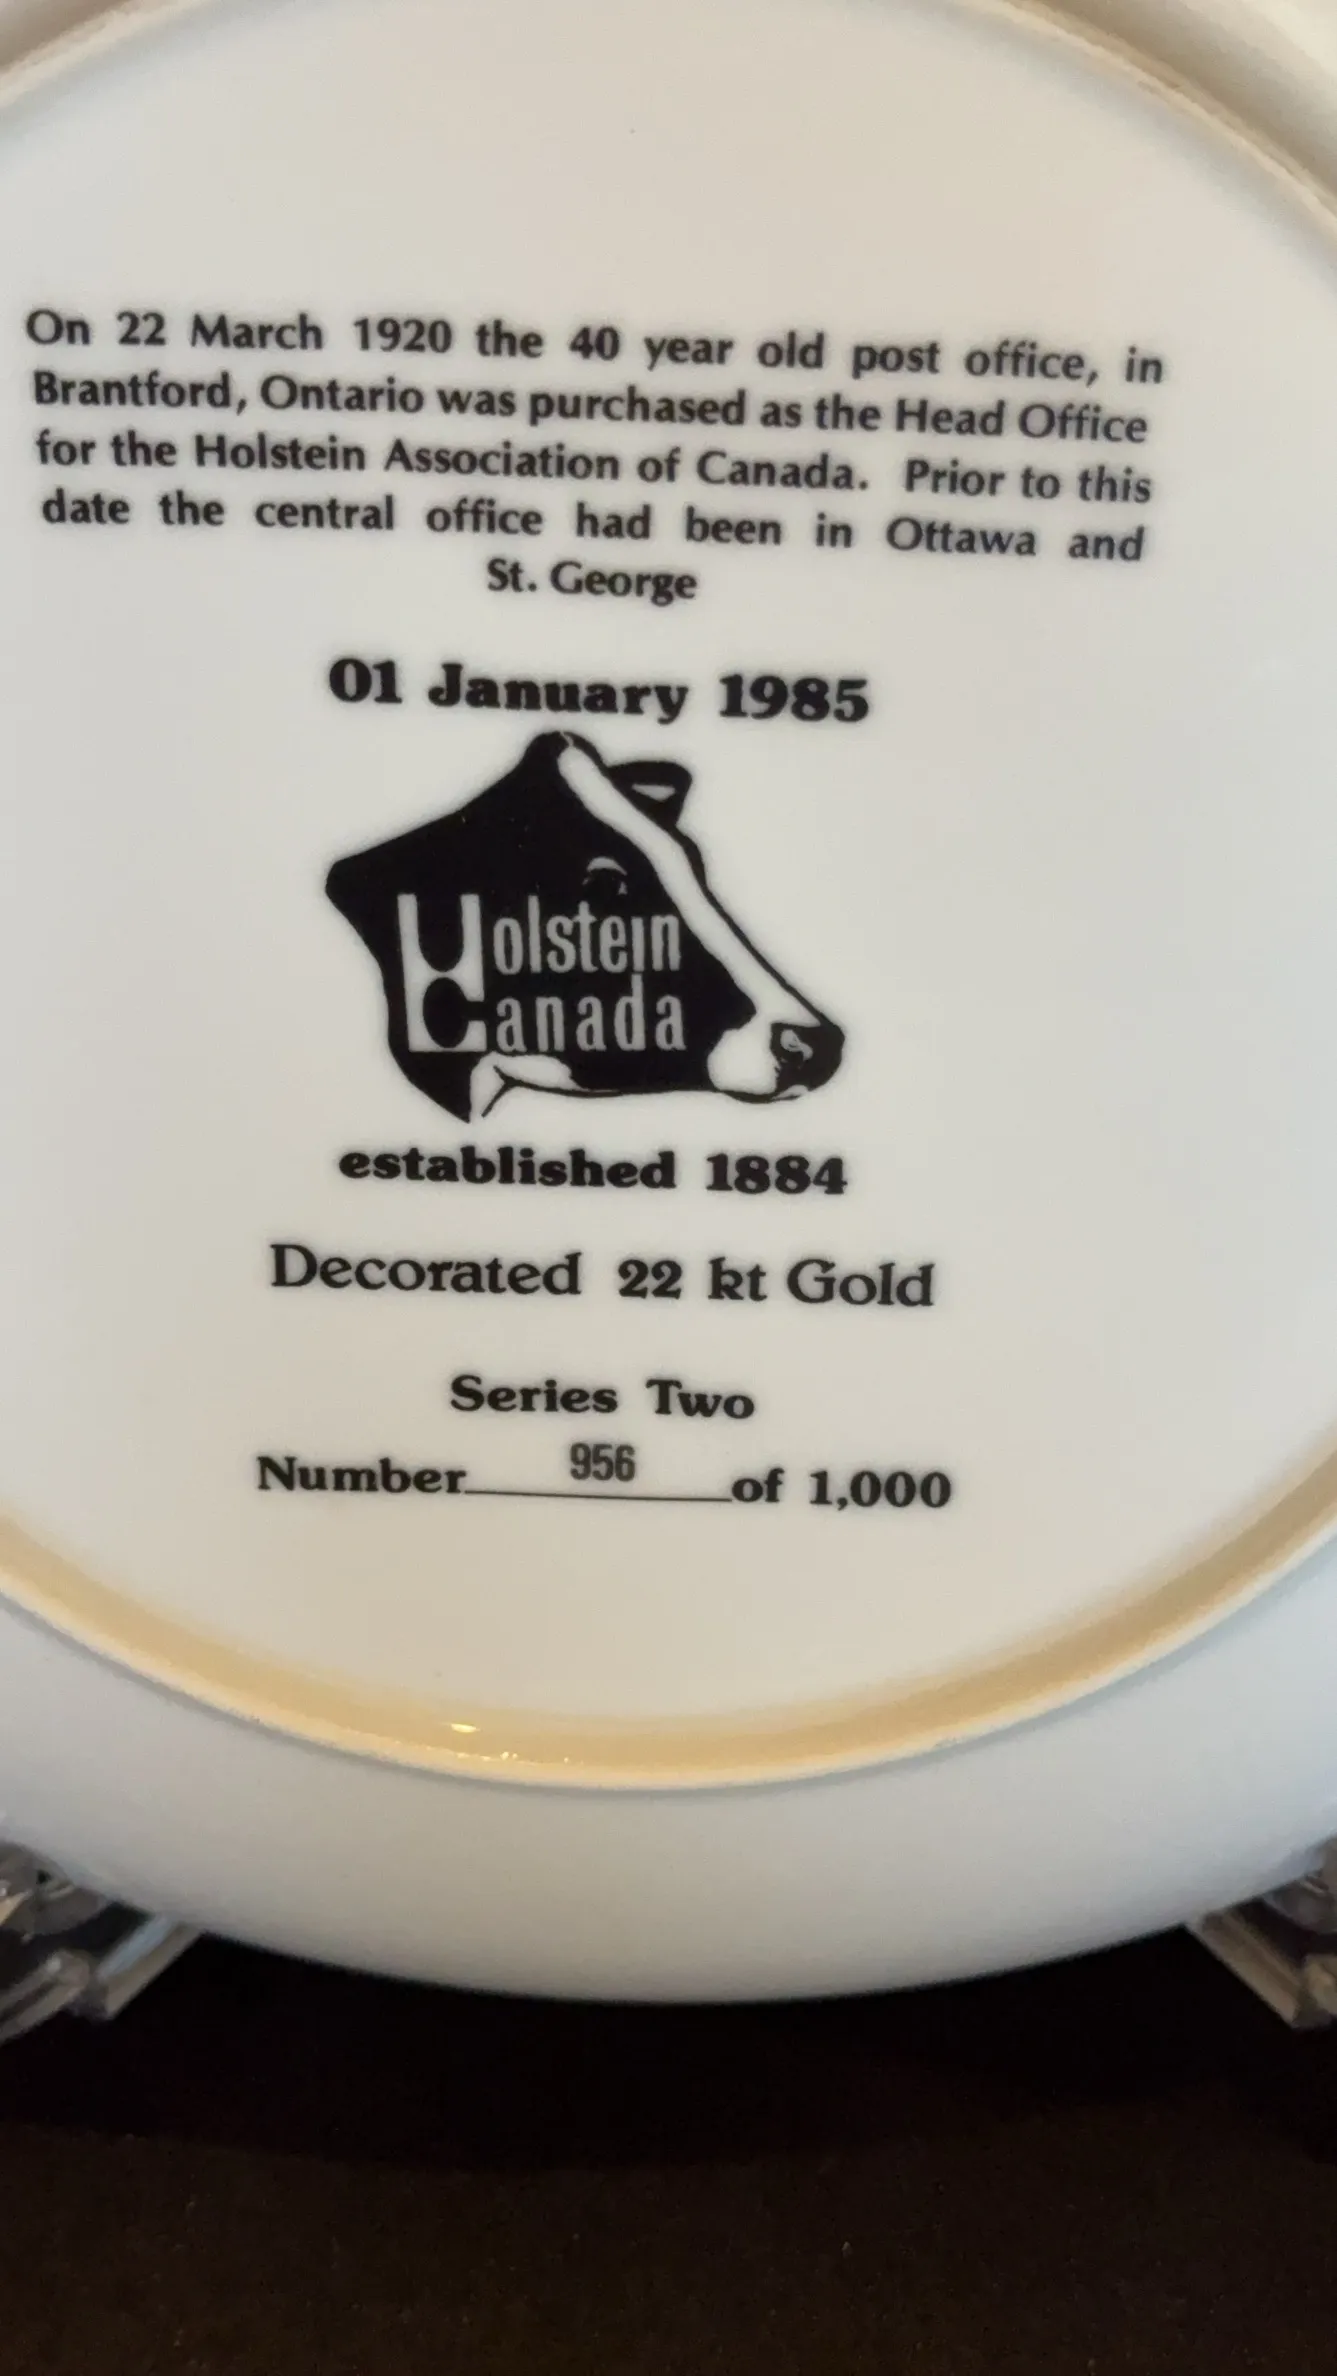 On 22 March 1920 the 40 year old post office, in
Brantford, Ontario was purchased as the Head Office
for the Holstein Association of Canada. Prior to this
date the central office had been in Ottawa and
St. George
01 January 1985
Holstein
Canada
established 1884
Decorated 22 kt Gold
Series Two
Number 956 of 1,000